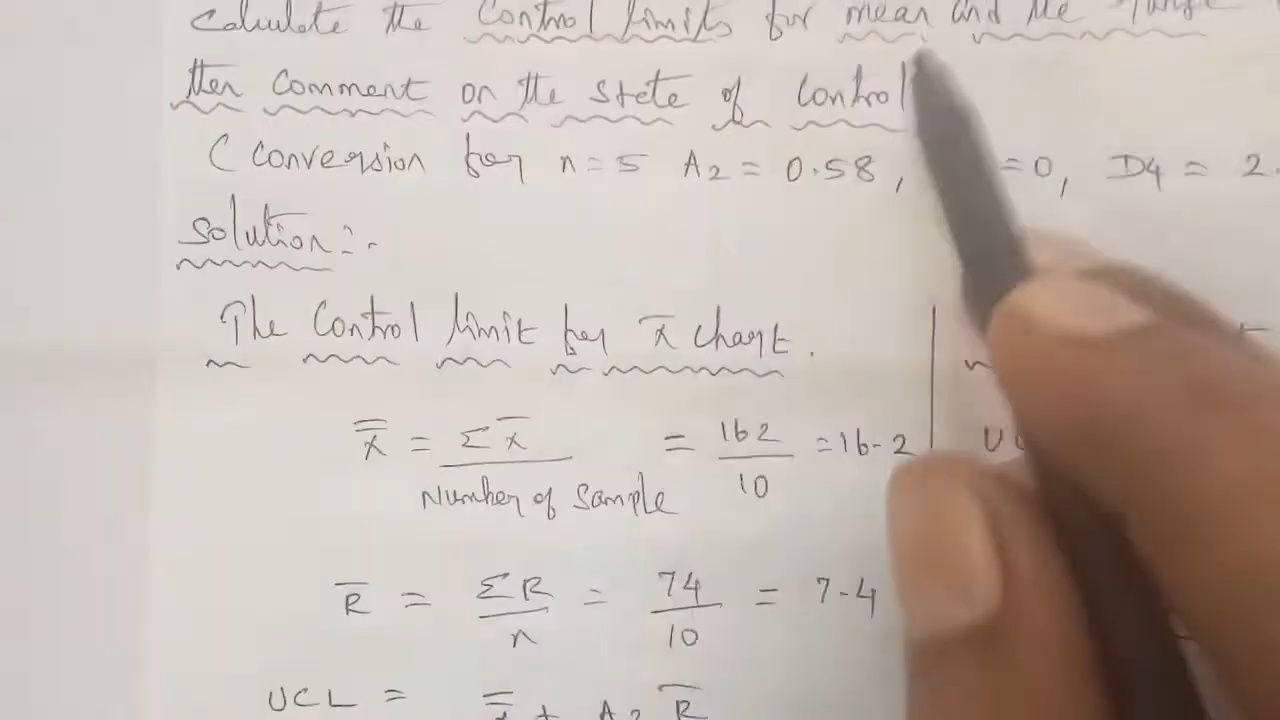 Calculate the Control limits for mean and the
then comment on the state of Control
( Conversion for n=5 A2 = 0.58, =0, D4 = 2.
Solution:-
The Control limit for x̄ chart.
x̿ = Σx̄ / Number of Sample = 162 / 10 = 16-2
R̄ = ΣR / n = 74 / 10 = 7-4
UCL = x̿ + A2 R̄